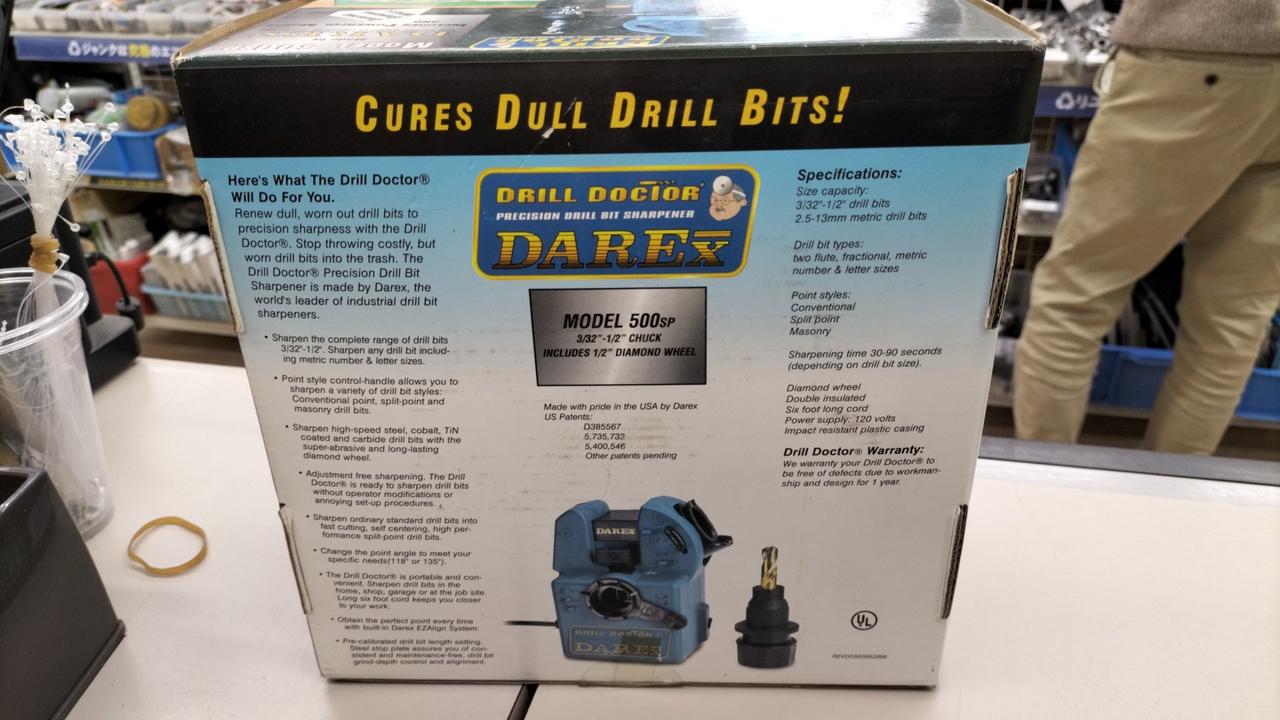 ジャンクは究極のエコ
CURES DULL DRILL BITS!
Here's What The Drill Doctor®
Will Do For You.
Renew dull, worn out drill bits to
precision sharpness with the Drill
Doctor®. Stop throwing costly, but
worn drill bits into the trash. The
Drill Doctor® Precision Drill Bit
Sharpener is made by Darex, the
world's leader of industrial drill bit
sharpeners.
• Sharpen the complete range of drill bits
3/32"-1/2". Sharpen any drill bit includ-
ing metric number & letter sizes.
• Point style control-handle allows you to
sharpen a variety of drill bit styles:
Conventional point, split-point and
masonry drill bits.
• Sharpen high-speed steel, cobalt, TiN
coated and carbide drill bits with the
super-abrasive and long-lasting
diamond wheel.
• Adjustment free sharpening. The Drill
Doctor® is ready to sharpen drill bits
without operator modifications or
annoying set-up procedures.
• Sharpen ordinary standard drill bits into
fast cutting, self centering, high per-
formance split-point drill bits.
• Change the point angle to meet your
specific needs(118° or 135°).
• The Drill Doctor® is portable and con-
venient. Sharpen drill bits in the
home, shop, garage or at the job site.
Long six foot cord keeps you closer
to your work.
• Obtain the perfect point every time
with built-in Darex EZAlign System.
• Pre-calibrated drill bit length setting.
Steel stop plate assures you of con-
sistent and maintenance-free, drill bit
grind-depth control and alignment.
DRILL DOCTOR®
PRECISION DRILL BIT SHARPENER
DAREX
MODEL 500SP
3/32"-1/2" CHUCK
INCLUDES 1/2" DIAMOND WHEEL
Made with pride in the USA by Darex
US Patents:
D385567
5,735,732
5,400,546
Other patents pending
DAREX
DRILL DOCTOR
DAREX
Specifications:
Size capacity:
3/32"-1/2" drill bits
2.5-13mm metric drill bits
Drill bit types:
two flute, fractional, metric
number & letter sizes
Point styles:
Conventional
Split point
Masonry
Sharpening time 30-90 seconds
(depending on drill bit size).
Diamond wheel
Double insulated
Six foot long cord
Power supply: 120 volts
Impact resistant plastic casing
Drill Doctor® Warranty:
We warranty your Drill Doctor® to
be free of defects due to workman-
ship and design for 1 year.
UL